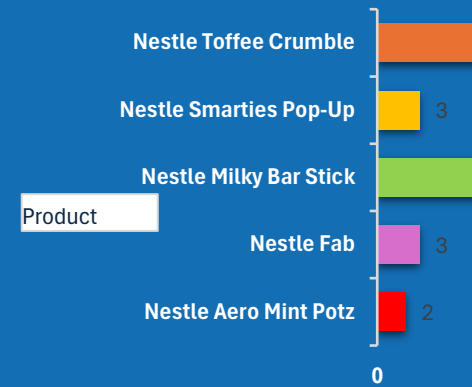 Nestle Toffee Crumble
Nestle Smarties Pop-Up 3
Nestle Milky Bar Stick
Product
Nestle Fab 3
Nestle Aero Mint Potz 2
0